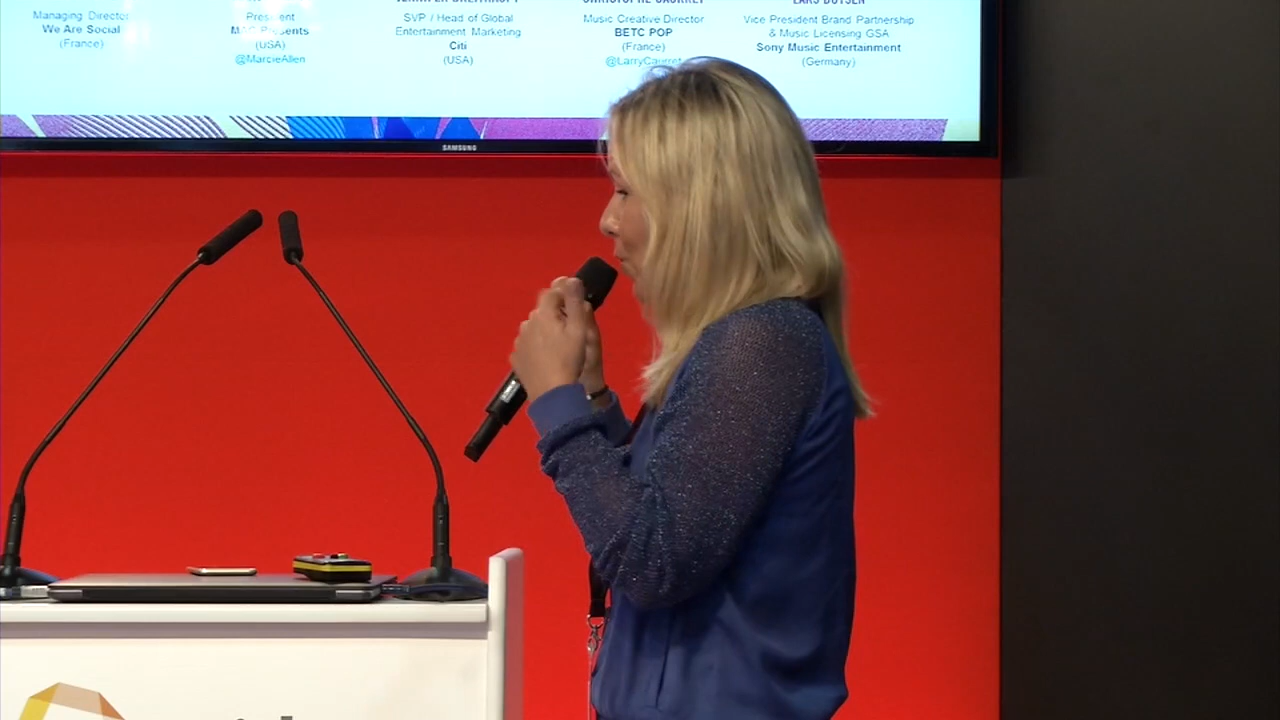 Managing Director
We Are Social
(France)
President
MAC Presents
(USA)
@MarcieAllen
SVP / Head of Global
Entertainment Marketing
Citi
(USA)
Music Creative Director
BETC POP
(France)
@LarryCaurret
Vice President Brand Partnership
& Music Licensing GSA
Sony Music Entertainment
(Germany)
SAMSUNG